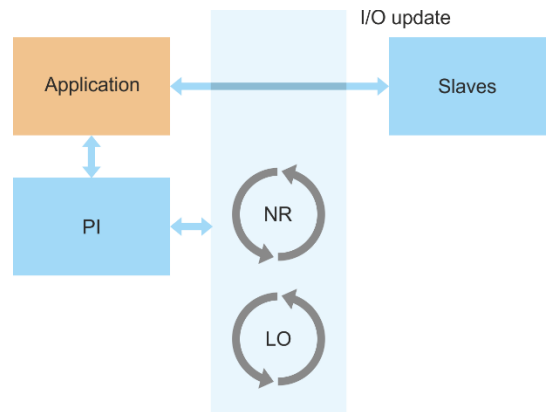 I/O update
Application
Slaves
PI
NR
LO